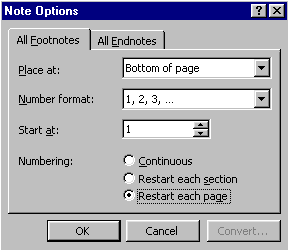 Note Options
All Footnotes All Endnotes
Place at: Bottom of page
Number format: 1, 2, 3, ...
Start at: 1
Numbering: Continuous
Restart each section
Restart each page
OK Cancel Convert...